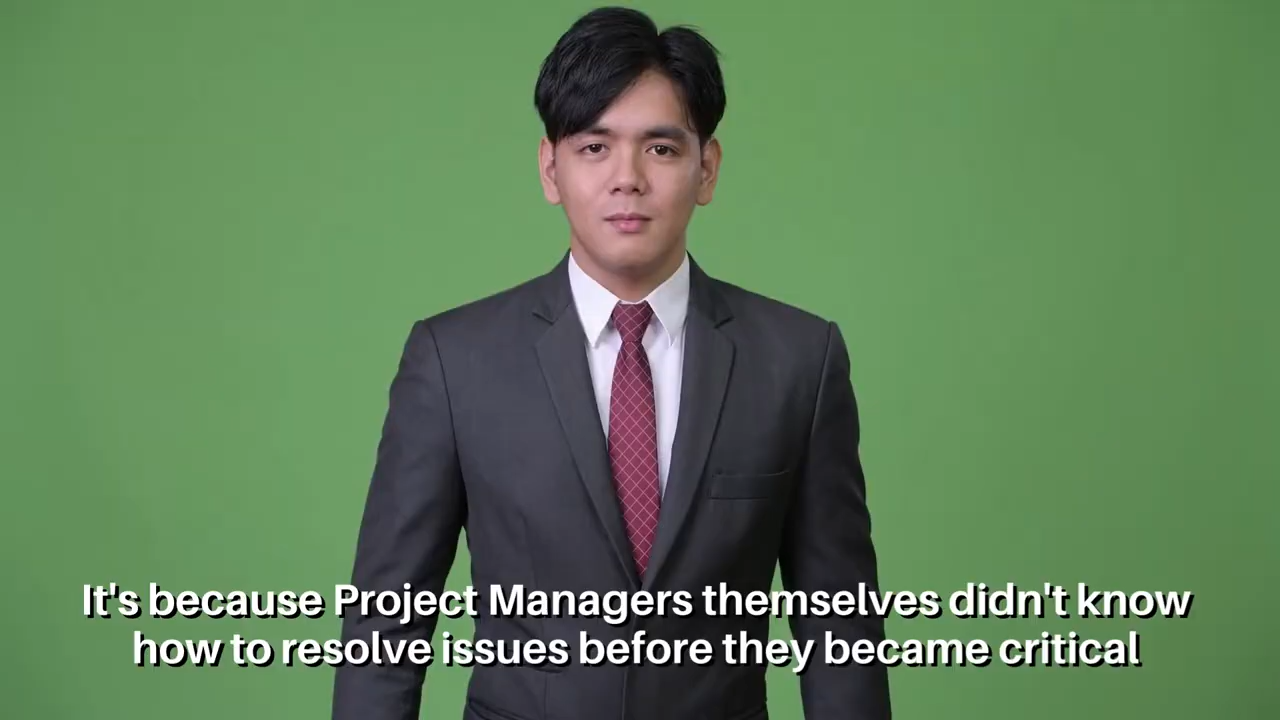 It's because Project Managers themselves didn't know
how to resolve issues before they became critical